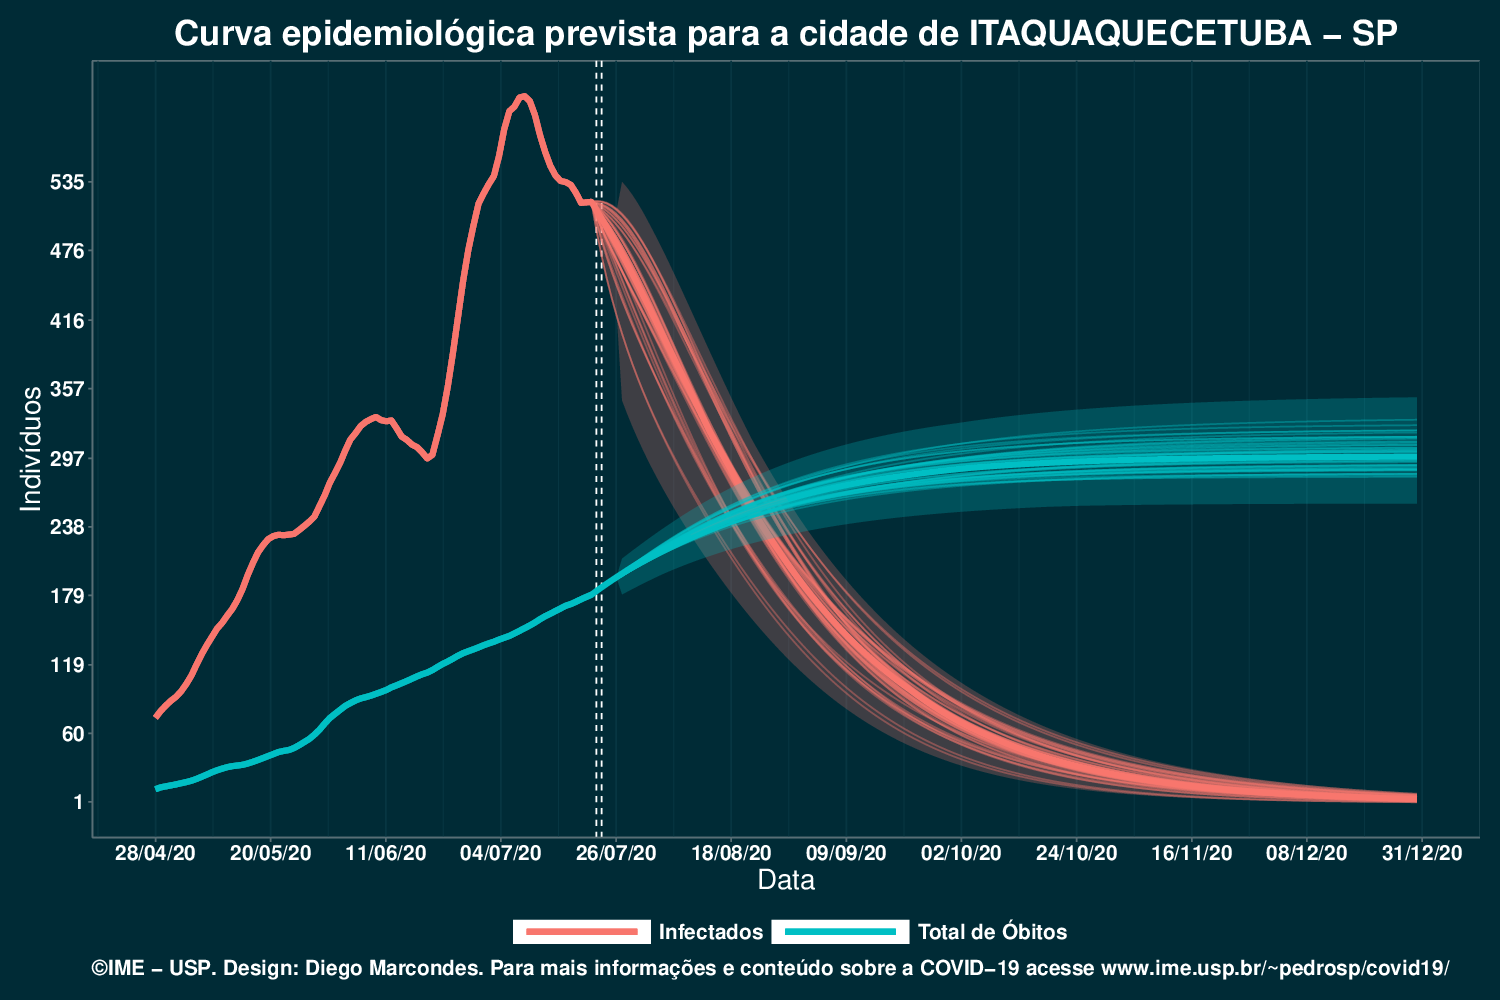 Curva epidemiológica prevista para a cidade de ITAQUAQUECETUBA – SP
Indivíduos
535
476
416
357
297
238
179
119
60
1
28/04/20 20/05/20 11/06/20 04/07/20 26/07/20 18/08/20 09/09/20 02/10/20 24/10/20 16/11/20 08/12/20 31/12/20
Data
Infectados Total de Óbitos
©IME – USP. Design: Diego Marcondes. Para mais informações e conteúdo sobre a COVID–19 acesse www.ime.usp.br/~pedrosp/covid19/